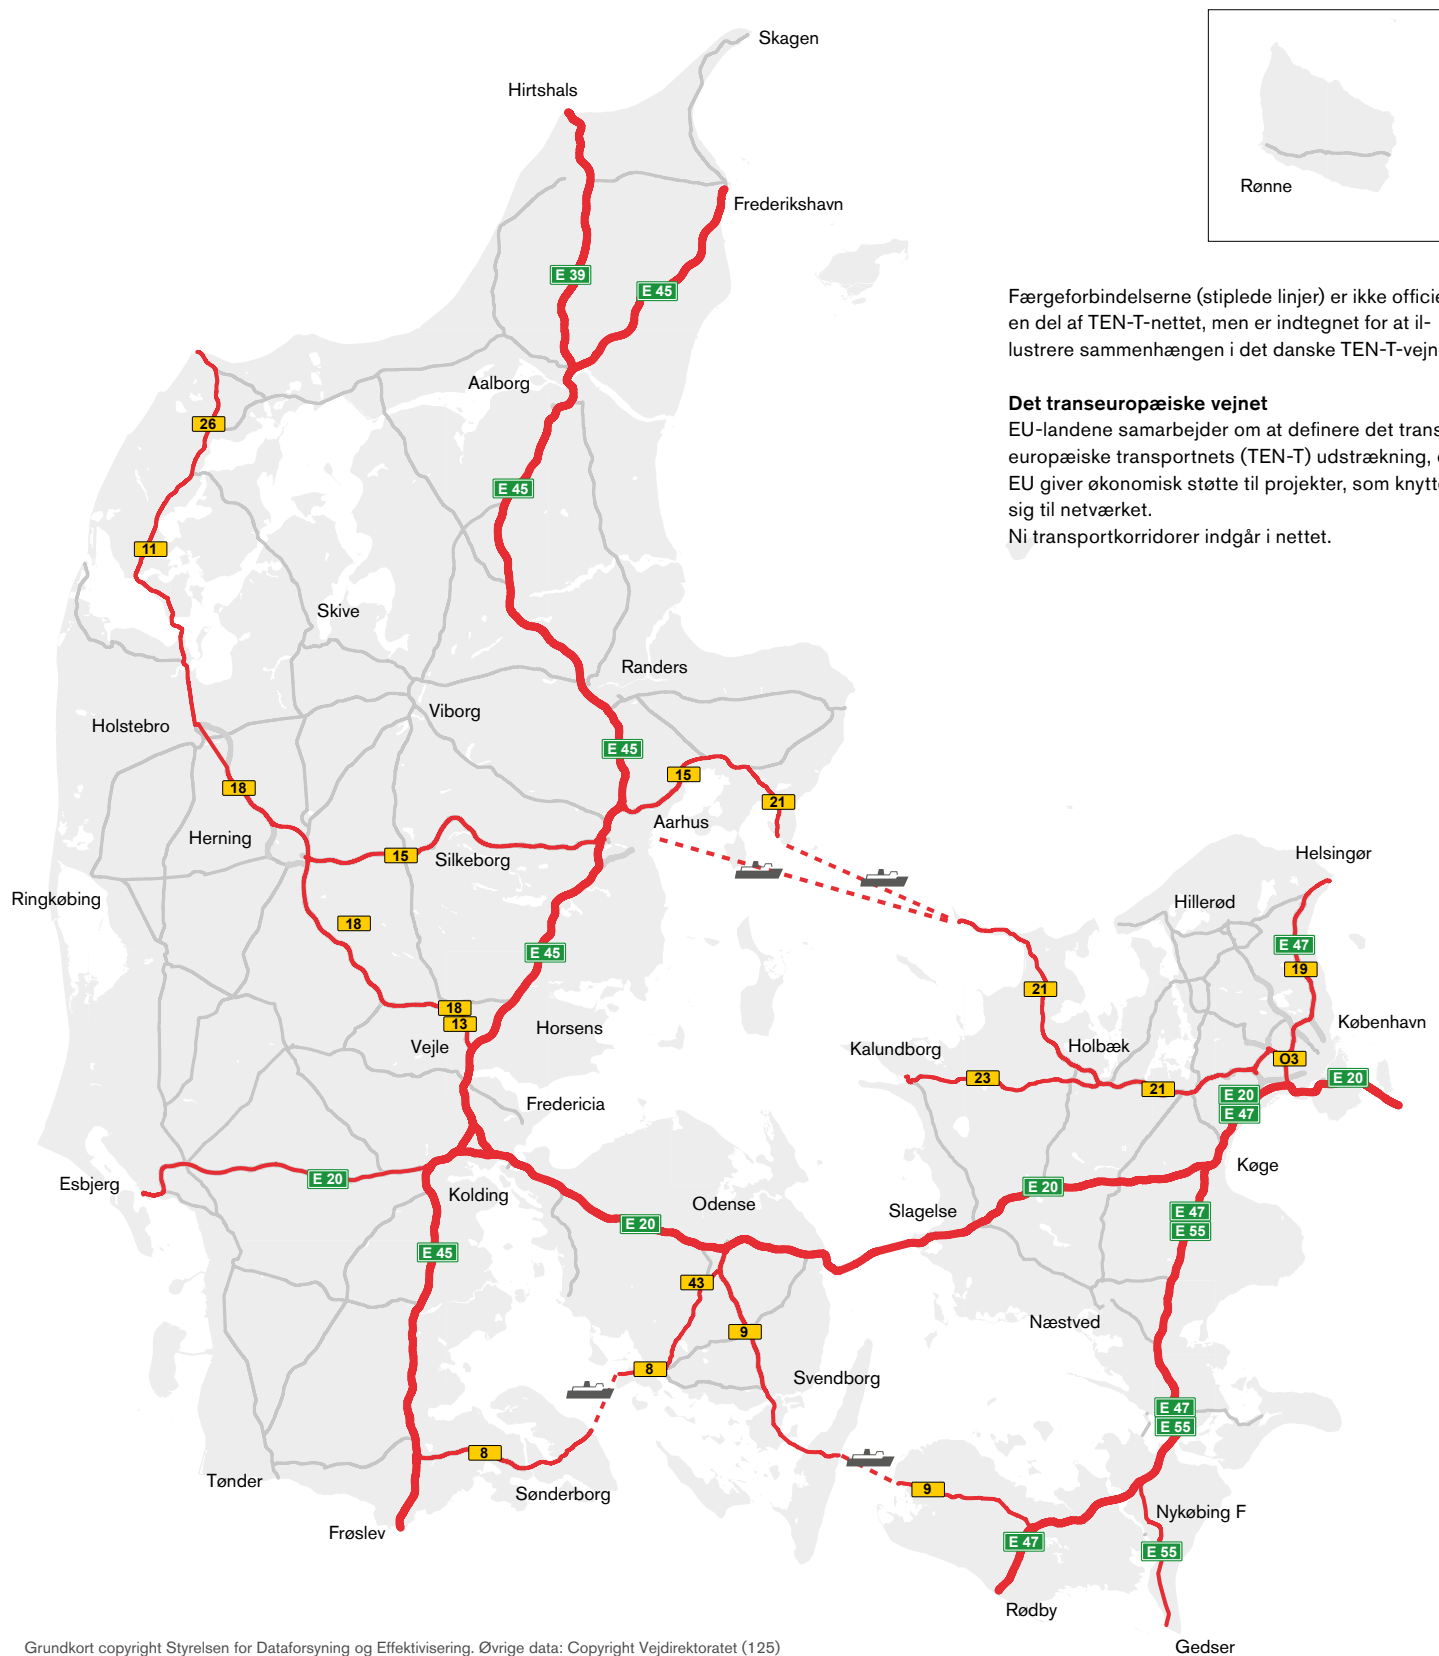 Skagen
Hirtshals
Rønne
Frederikshavn
E 39
E 45
Færgeforbindelserne (stiplede linjer) er ikke officie
en del af TEN-T-nettet, men er indtegnet for at il-
lustrere sammenhængen i det danske TEN-T-vejn
Aalborg
Det transeuropæiske vejnet
EU-landene samarbejder om at definere det trans
europæiske transportnets (TEN-T) udstrækning,
EU giver økonomisk støtte til projekter, som knytte
sig til netværket.
Ni transportkorridorer indgår i nettet.
26
E 45
11
Skive
Randers
Viborg
Holstebro
E 45
15
18
21
Aarhus
Herning
15
Silkeborg
Helsingør
Ringkøbing
Hillerød
18
E 47
E 45
19
21
18
13
Horsens
København
Vejle
Kalundborg
Holbæk
O3
23
21
E 20
E 20
E 47
Fredericia
Køge
Esbjerg
E 20
Kolding
E 20
Odense
Slagelse
E 47
E 55
E 20
E 45
43
Næstved
9
8
Svendborg
E 47
E 55
8
Tønder
Sønderborg
9
Nykøbing F
Frøslev
E 47
E 55
Rødby
Gedser
Grundkort copyright Styrelsen for Dataforsyning og Effektivisering. Øvrige data: Copyright Vejdirektoratet (125)